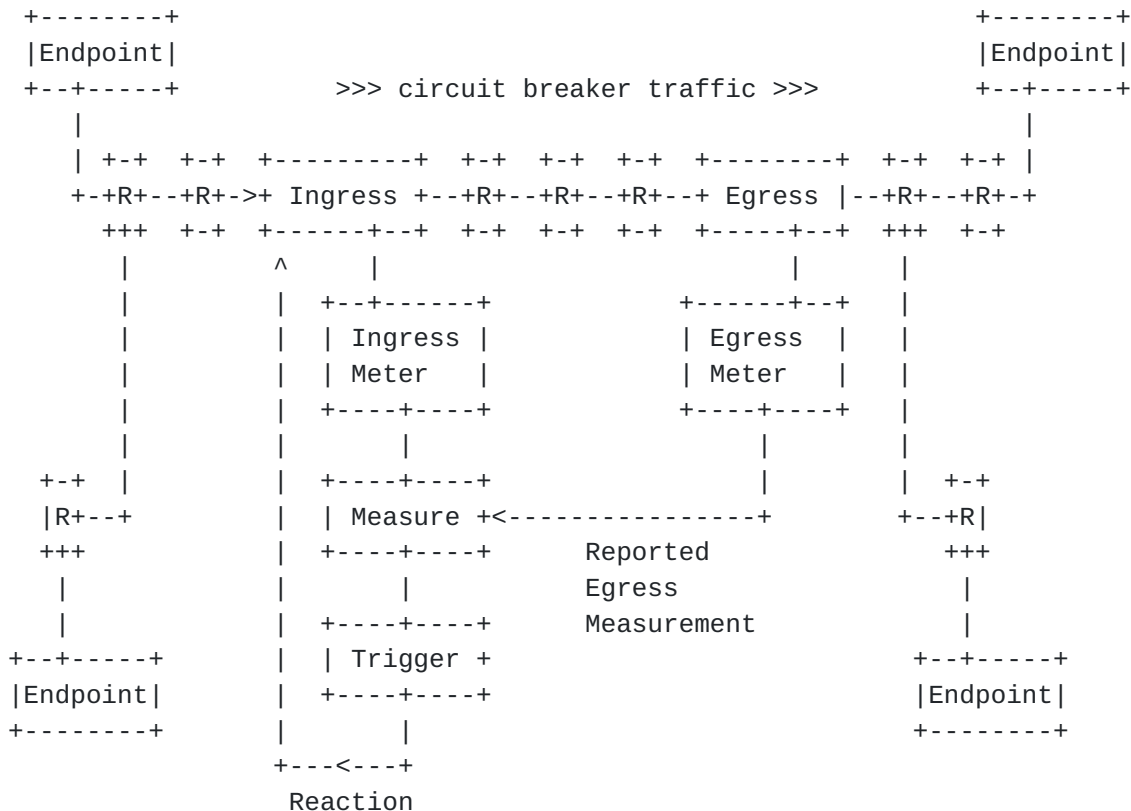 +--------+                                                   +--------+
|Endpoint|                                                   |Endpoint|
+--+-----+          >>> circuit breaker traffic >>>          +--+-----+
   |                                                            |
   | +-+  +-+  +---------+  +-+  +-+  +-+  +--------+  +-+  +-+ |
   +-+R+--+R+->+ Ingress +--+R+--+R+--+R+--+ Egress |--+R+--+R+-+
     +++  +-+  +------+--+  +-+  +-+  +-+  +-----+--+  +++  +-+
      |         ^     |                          |      |
      |         |  +--+------+            +------+--+   |
      |         |  | Ingress |            | Egress  |   |
      |         |  | Meter   |            | Meter   |   |
      |         |  +----+----+            +----+----+   |
      |         |       |                      |        |
 +-+  |         |  +----+----+                 |        |  +-+
 |R+--+         |  | Measure +<----------------+        +--+R|
 +++            |  +----+----+      Reported               +++
  |             |       |           Egress                  |
  |             |  +----+----+      Measurement             |
+--+-----+      |  | Trigger +                           +--+-----+
|Endpoint|      |  +----+----+                           |Endpoint|
+--------+      |       |                                +--------+
                +---<---+
                 Reaction